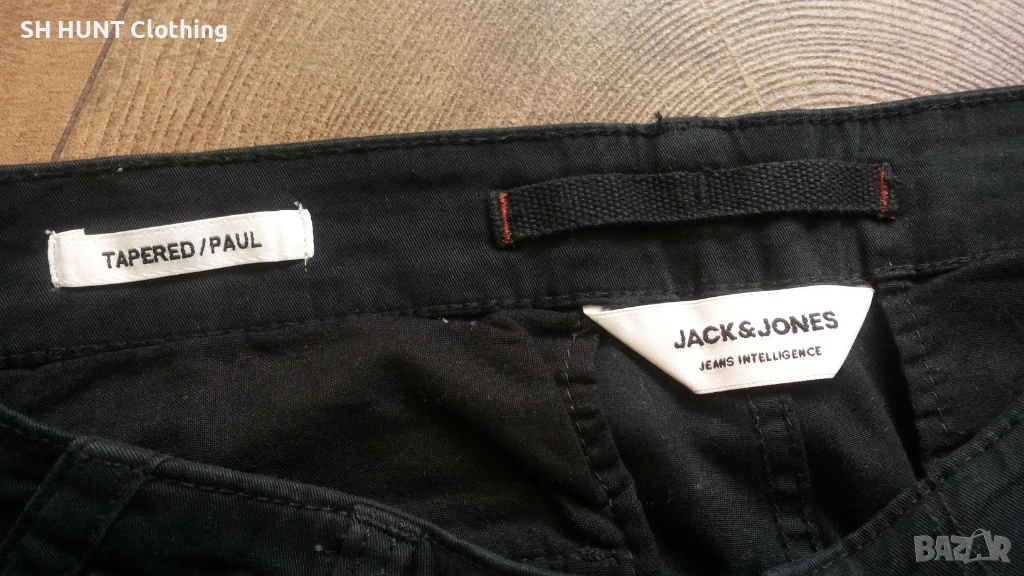 SH HUNT Clothing
TAPERED / PAUL
JACK & JONES
JEANS INTELLIGENCE
BAZAR